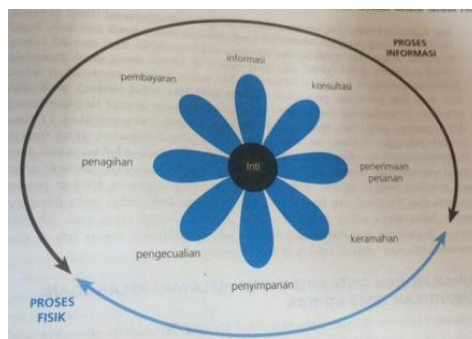 PROSES
INFORMASI
informasi
pembayaran
konsultasi
penagihan
Inti
penerimaan
pesanan
keramahan
pengecualian
penyimpanan
PROSES
FISIK